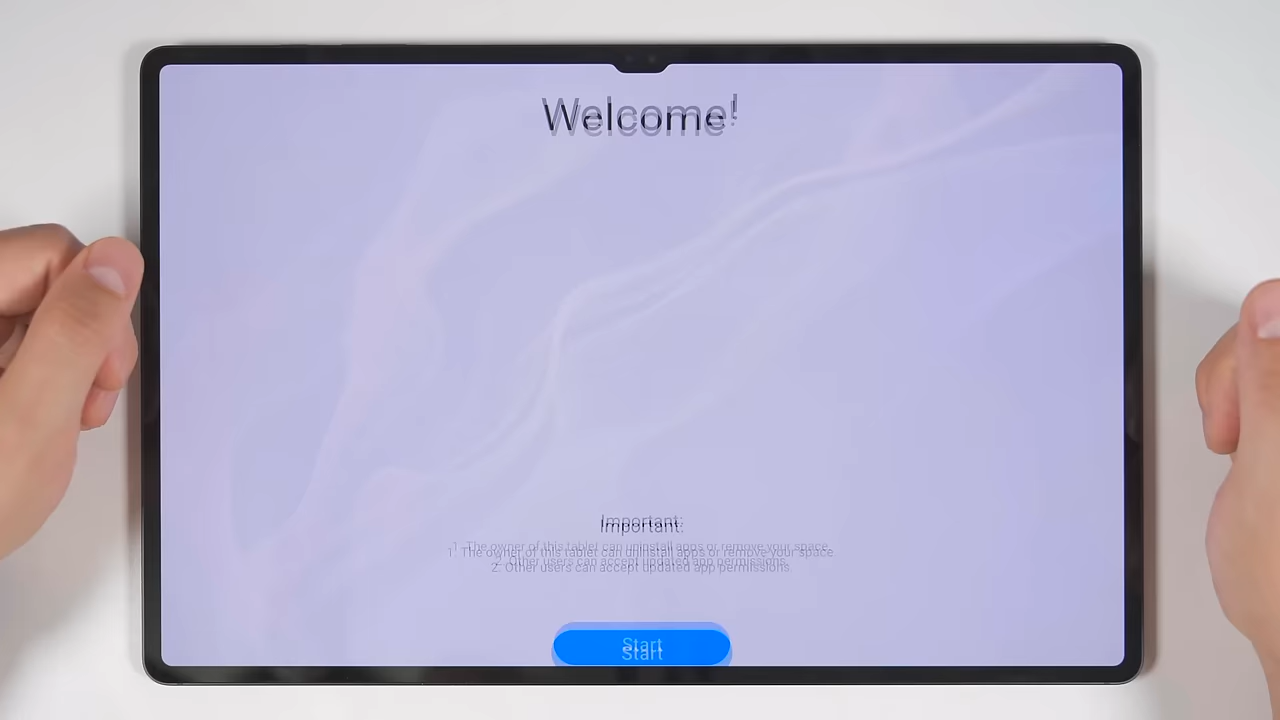 Welcome!
Important:
1. The owner of this tablet can uninstall apps or remove your space.
2. Other users can accept updated app permissions.
Start